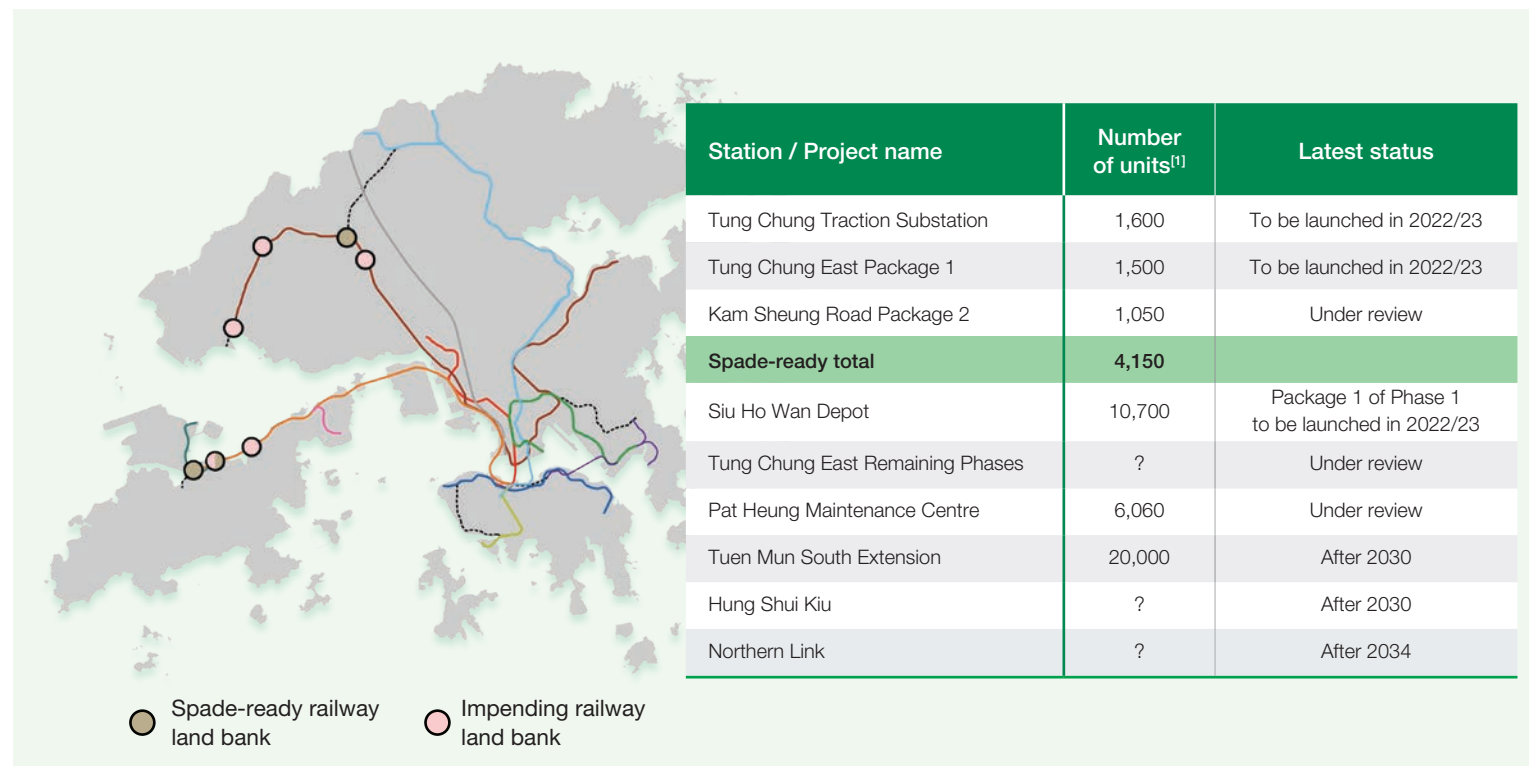 Station / Project name
Number
of units[1]
Latest status
Tung Chung Traction Substation 1,600 To be launched in 2022/23
Tung Chung East Package 1 1,500 To be launched in 2022/23
Kam Sheung Road Package 2 1,050 Under review
Spade-ready total 4,150
Siu Ho Wan Depot 10,700 Package 1 of Phase 1
to be launched in 2022/23
Tung Chung East Remaining Phases ? Under review
Pat Heung Maintenance Centre 6,060 Under review
Tuen Mun South Extension 20,000 After 2030
Hung Shui Kiu ? After 2030
Northern Link ? After 2034
Spade-ready railway
land bank
Impending railway
land bank